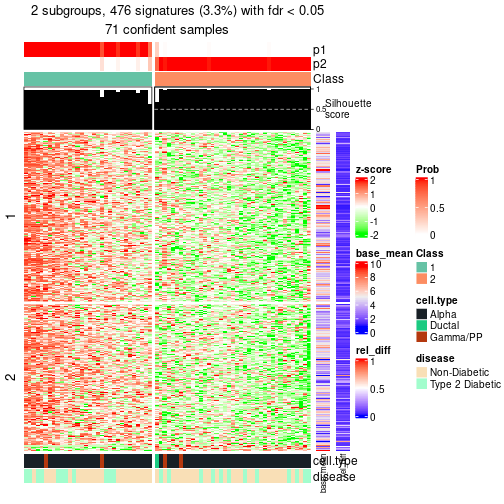 2 subgroups, 476 signatures (3.3%) with fdr < 0.05
71 confident samples
p1
p2
Class
1
0.5
0
Silhouette
score
1
2
z-score
2
1
0
-1
-2
Prob
1
0.5
0
base_mean
10
8
6
4
2
0
Class
1
2
cell.type
Alpha
Ductal
Gamma/PP
rel_diff
1
0.5
0
disease
Non-Diabetic
Type 2 Diabetic
cell.type
disease
base_mean